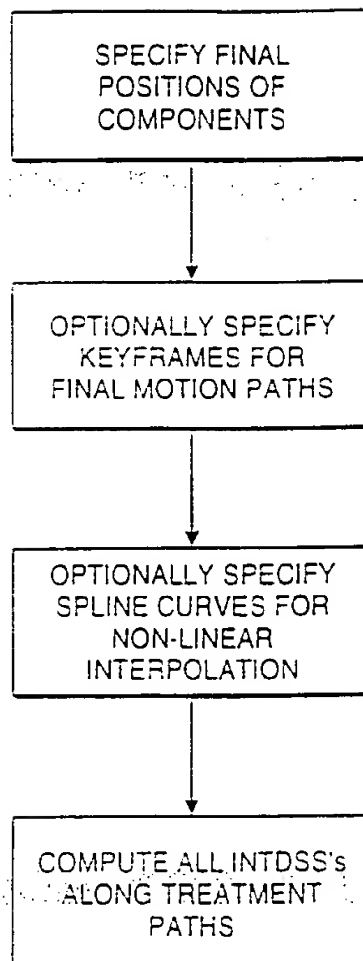 SPECIFY FINAL
POSITIONS OF
COMPONENTS
OPTIONALLY SPECIFY
KEYFRAMES FOR
FINAL MOTION PATHS
OPTIONALLY SPECIFY
SPLINE CURVES FOR
NON-LINEAR
INTERPOLATION
COMPUTE ALL INTDSS's
ALONG TREATMENT
PATHS